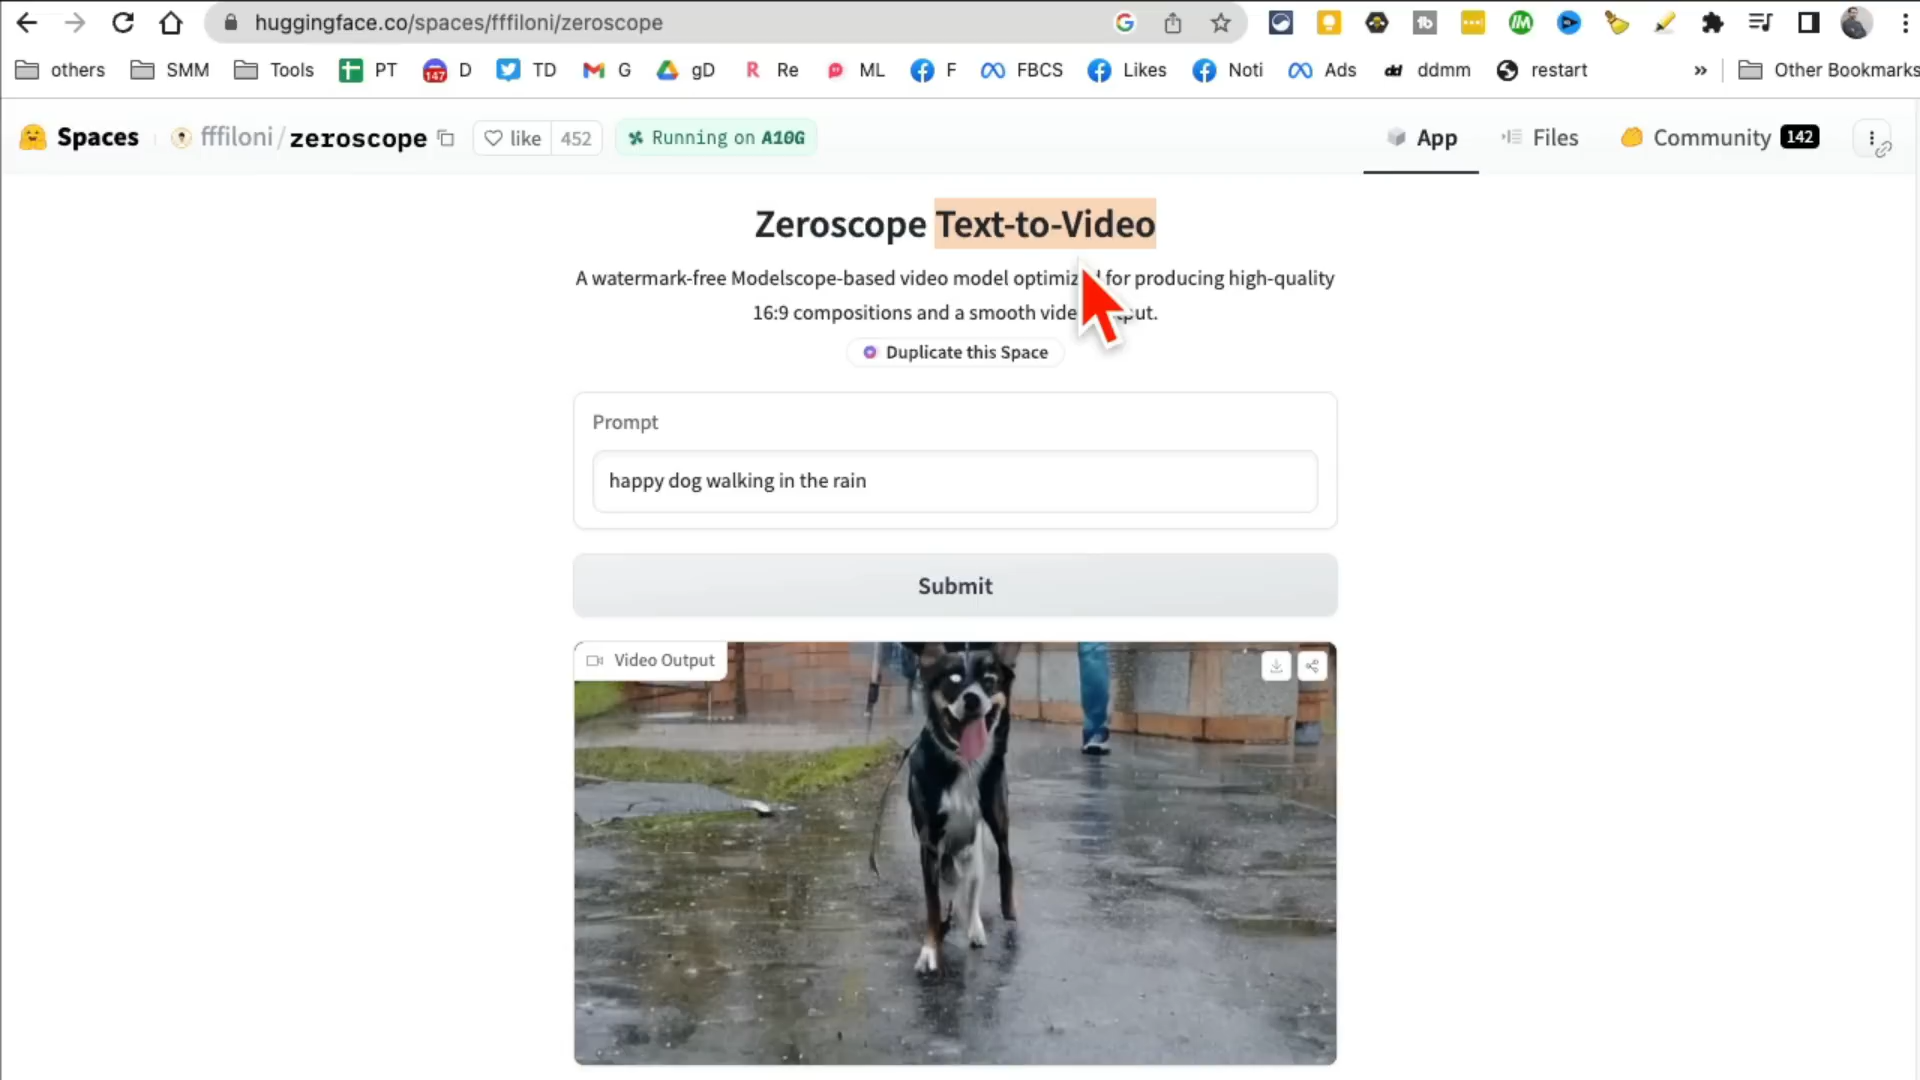 huggingface.co/spaces/fffiloni/zeroscope
others SMM Tools PT 147 D TD G gD Re ML F FBCS Likes Noti Ads ddmm restart » Other Bookmarks
Spaces fffiloni/zeroscope like 452 Running on A10G App Files Community 142
Zeroscope Text-to-Video
A watermark-free Modelscope-based video model optimiz for producing high-quality
16:9 compositions and a smooth vide put.
Duplicate this Space
Prompt
happy dog walking in the rain
Submit
Video Output